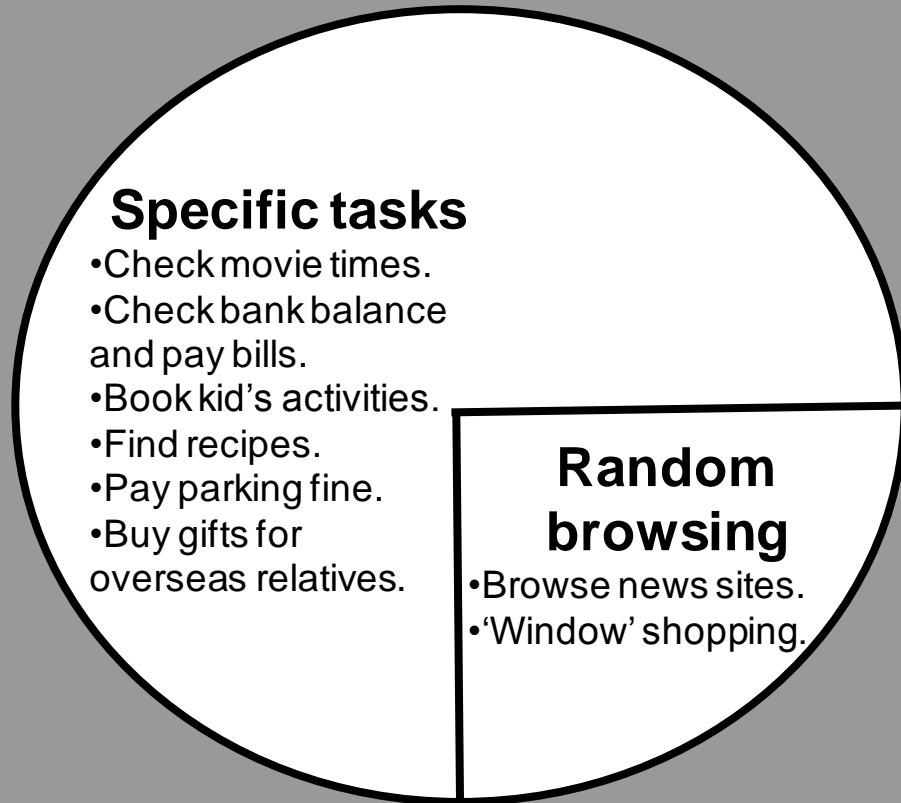 Specific tasks
•Check movie times.
•Check bank balance
and pay bills.
•Book kid’s activities.
•Find recipes.
•Pay parking fine.
•Buy gifts for
overseas relatives.
Random
browsing
•Browse news sites.
•‘Window’ shopping.